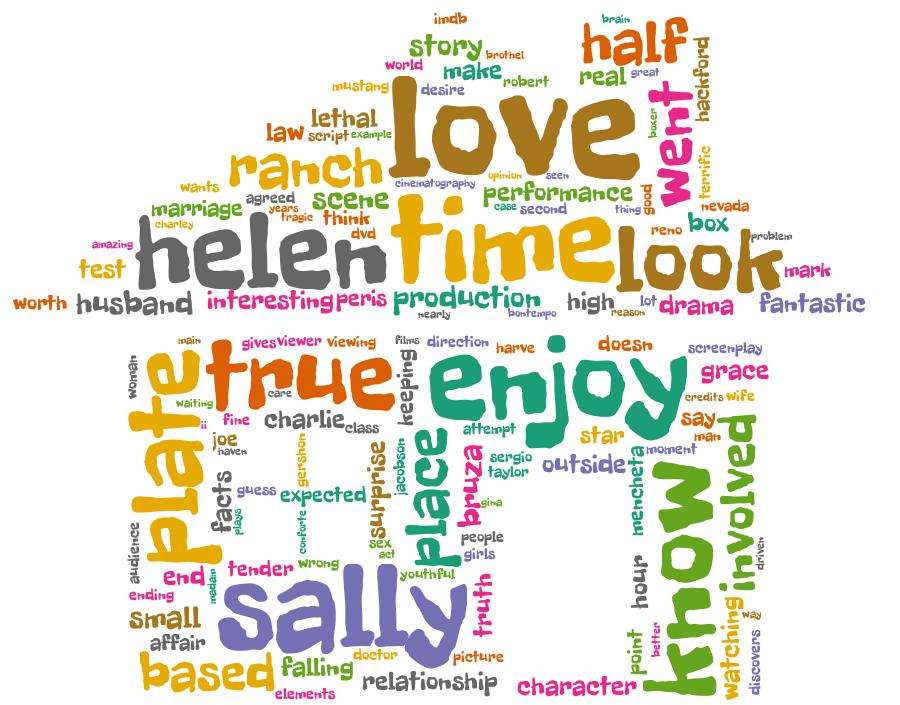 imdb
brain
story
brothel
half
world
make
robert
real
great
hackford
mustang
desire
love
went
boxer
lethal
law
script
example
ranch
cinematography
opinion
seen
terrific
wants
agreed
scene
performance
good
marriage
years
tragic
think
case
second
thing
nevada
charley
dvd
helen
time
look
reno
box
problem
amazing
test
mark
worth
husband
interesting
peris
production
high
lot
reason
drama
fantastic
nearly
bontempo
main
gives
viewer
viewing
films
direction
harve
doesn
screenplay
woman
plate
true
care
keeping
enjoy
grace
waiting
ii
fine
charlie
class
attempt
star
credits
wife
say
man
joe
haven
gershon
surprise
jacobson
place
bruza
sergio
taylor
outside
moment
know
involved
facts
guess
plays
expected
conforte
gina
mencheta
audience
sex
act
people
girls
driven
end
madam
tender
wrong
youthful
hour
ending
sally
truth
small
affair
watching
way
point
better
discovers
based
falling
doctor
picture
elements
relationship
character